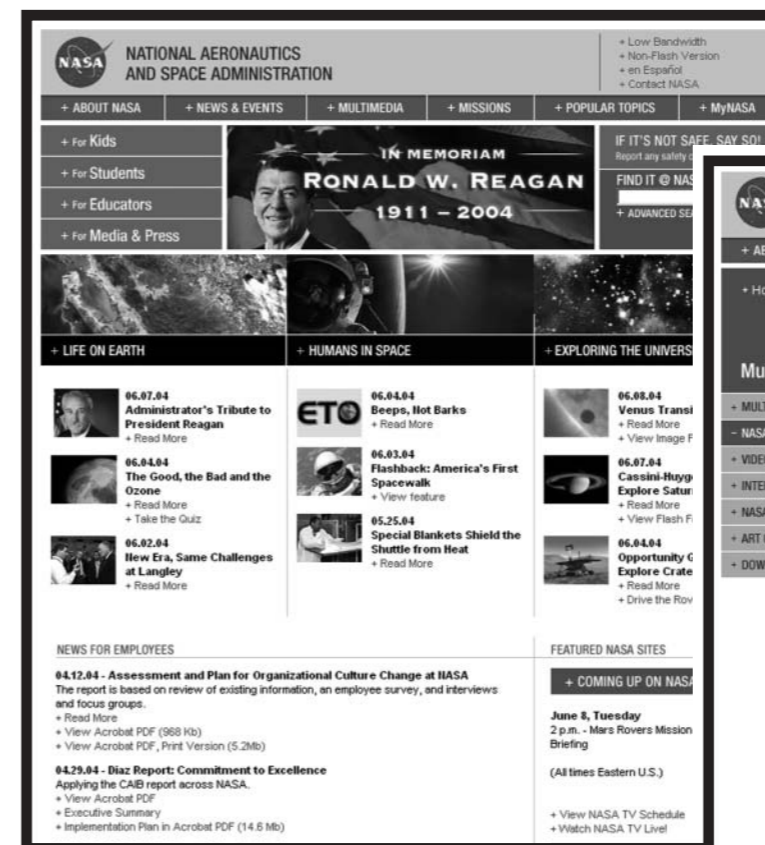 NASA
NATIONAL AERONAUTICS
AND SPACE ADMINISTRATION
+ Low Bandwidth
+ Non-Flash Version
+ en Español
+ Contact NASA
+ ABOUT NASA
+ NEWS & EVENTS
+ MULTIMEDIA
+ MISSIONS
+ POPULAR TOPICS
+ MyNASA
+ For Kids
+ For Students
+ For Educators
+ For Media & Press
IN MEMORIAM
RONALD W. REAGAN
1911 – 2004
IF IT'S NOT SAFE, SAY SO!
Report any safety
FIND IT @
+ ADVANCED
+ LIFE ON EARTH
+ HUMANS IN SPACE
+ EXPLORING THE
06.07.04
Administrator's Tribute to
President Reagan
+ Read More
06.04.04
The Good, the Bad and the
Ozone
+ Read More
+ Take the Quiz
06.02.04
New Era, Same Challenges
at Langley
+ Read More
ETO
06.04.04
Beeps, Not Barks
+ Read More
06.03.04
Flashback: America's First
Spacewalk
+ View feature
05.25.04
Special Blankets Shield the
Shuttle from Heat
+ Read More
06.08.04
Venus
+ Read More
+ View Image
06.07.04
Explore
+ Read More
+ View Flash
06.04.04
Opportunity
Explore
+ Read More
+ Drive the
NEWS FOR EMPLOYEES
04.12.04 - Assessment and Plan for Organizational Culture Change at NASA
The report is based on review of existing information, an employee survey, and interviews
and focus groups.
+ Read More
+ View Acrobat PDF (968 Kb)
+ View Acrobat PDF, Print Version (5.2Mb)
04.29.04 - Diaz Report: Commitment to Excellence
Applying the CAIB report across NASA.
+ View Acrobat PDF
+ Executive Summary
+ Implementation Plan in Acrobat PDF (14.6 Mb)
FEATURED NASA SITES
+ COMING UP ON NASA
June 8, Tuesday
2 p.m. - Mars Rovers Mission
Briefing
(All times Eastern U.S.)
+ View NASA TV Schedule
+ Watch NASA TV Live!